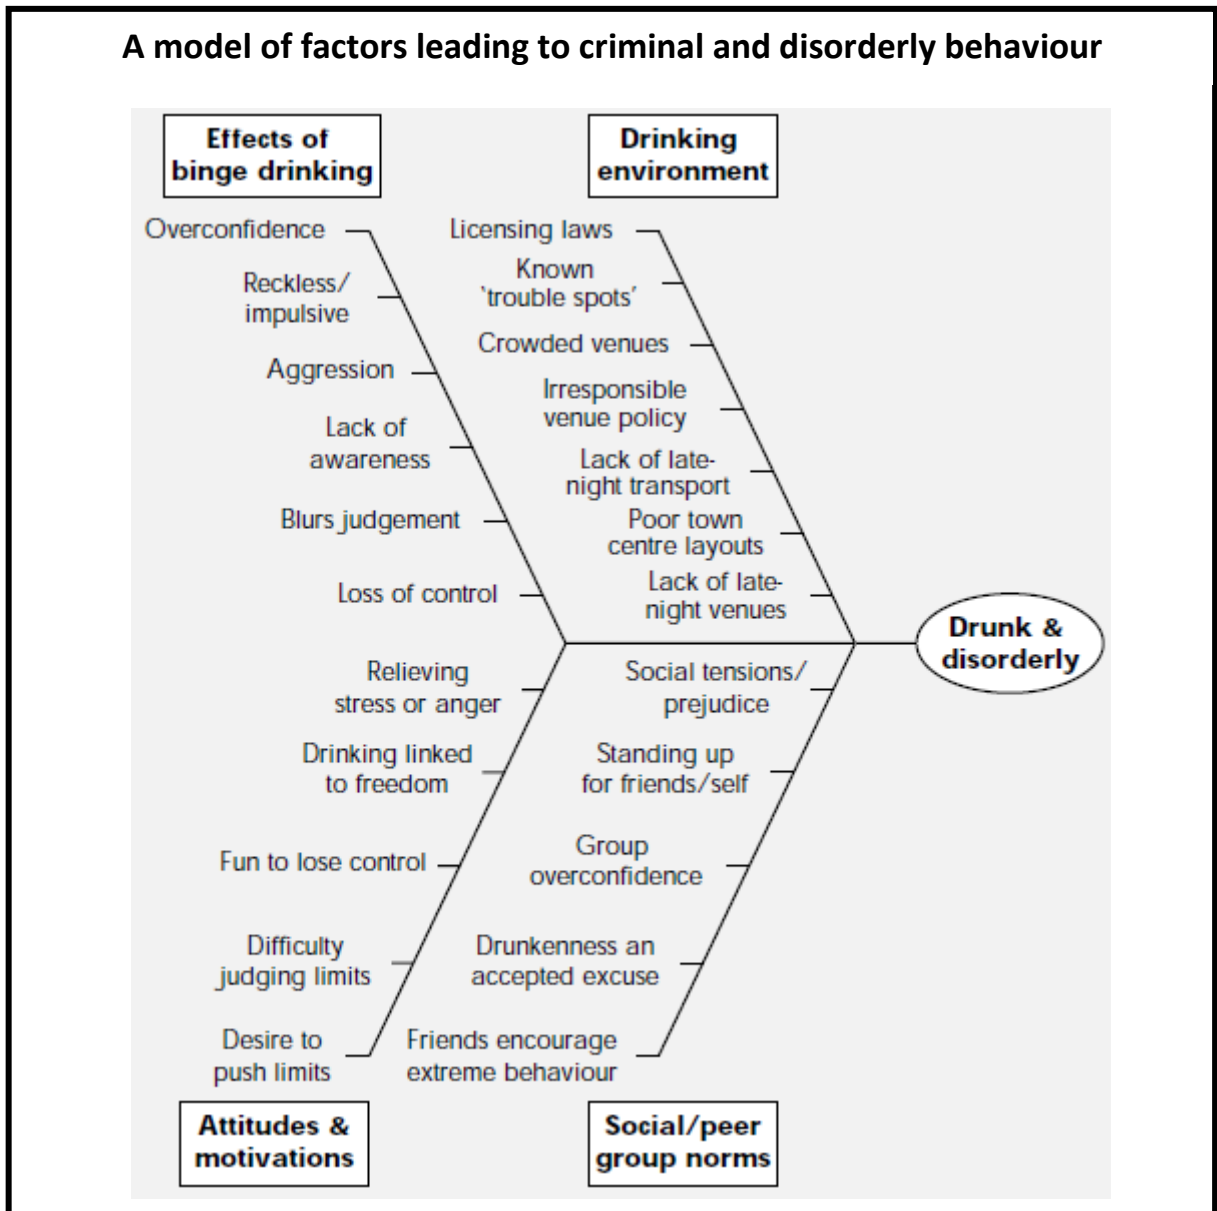 A model of factors leading to criminal and disorderly behaviour
Effects of
binge drinking
Overconfidence
Reckless/
impulsive
Aggression
Lack of
awareness
Blurs judgement
Loss of control
Drinking
environment
Licensing laws
Known
‘trouble spots’
Crowded venues
Irresponsible
venue policy
Lack of late-
night transport
Poor town
centre layouts
Lack of late-
night venues
Drunk &
disorderly
Relieving
stress or anger
Drinking linked
to freedom
Fun to lose control
Difficulty
judging limits
Desire to
push limits
Attitudes &
motivations
Social tensions/
prejudice
Standing up
for friends/self
Group
overconfidence
Drunkenness an
accepted excuse
Friends encourage
extreme behaviour
Social/peer
group norms